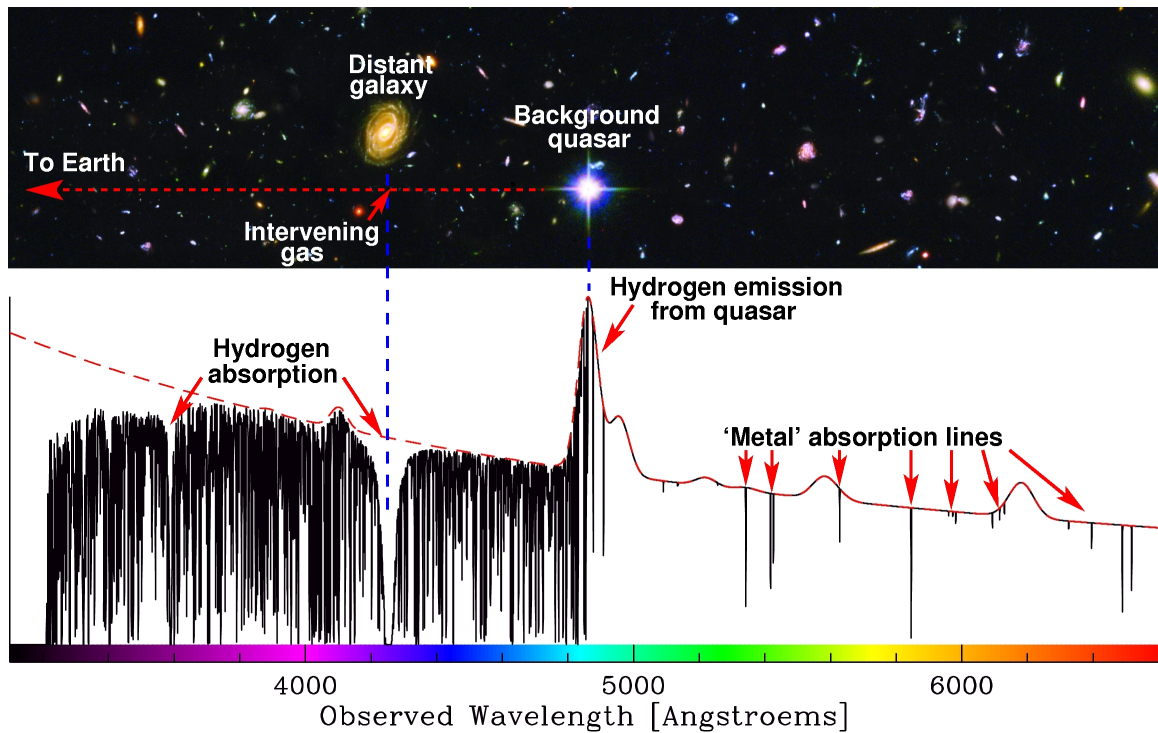 Distant
galaxy
Background
quasar
To Earth
Intervening
gas
Hydrogen emission
from quasar
Hydrogen
absorption
‘Metal’ absorption lines
4000
5000
6000
Observed Wavelength [Angstroems]